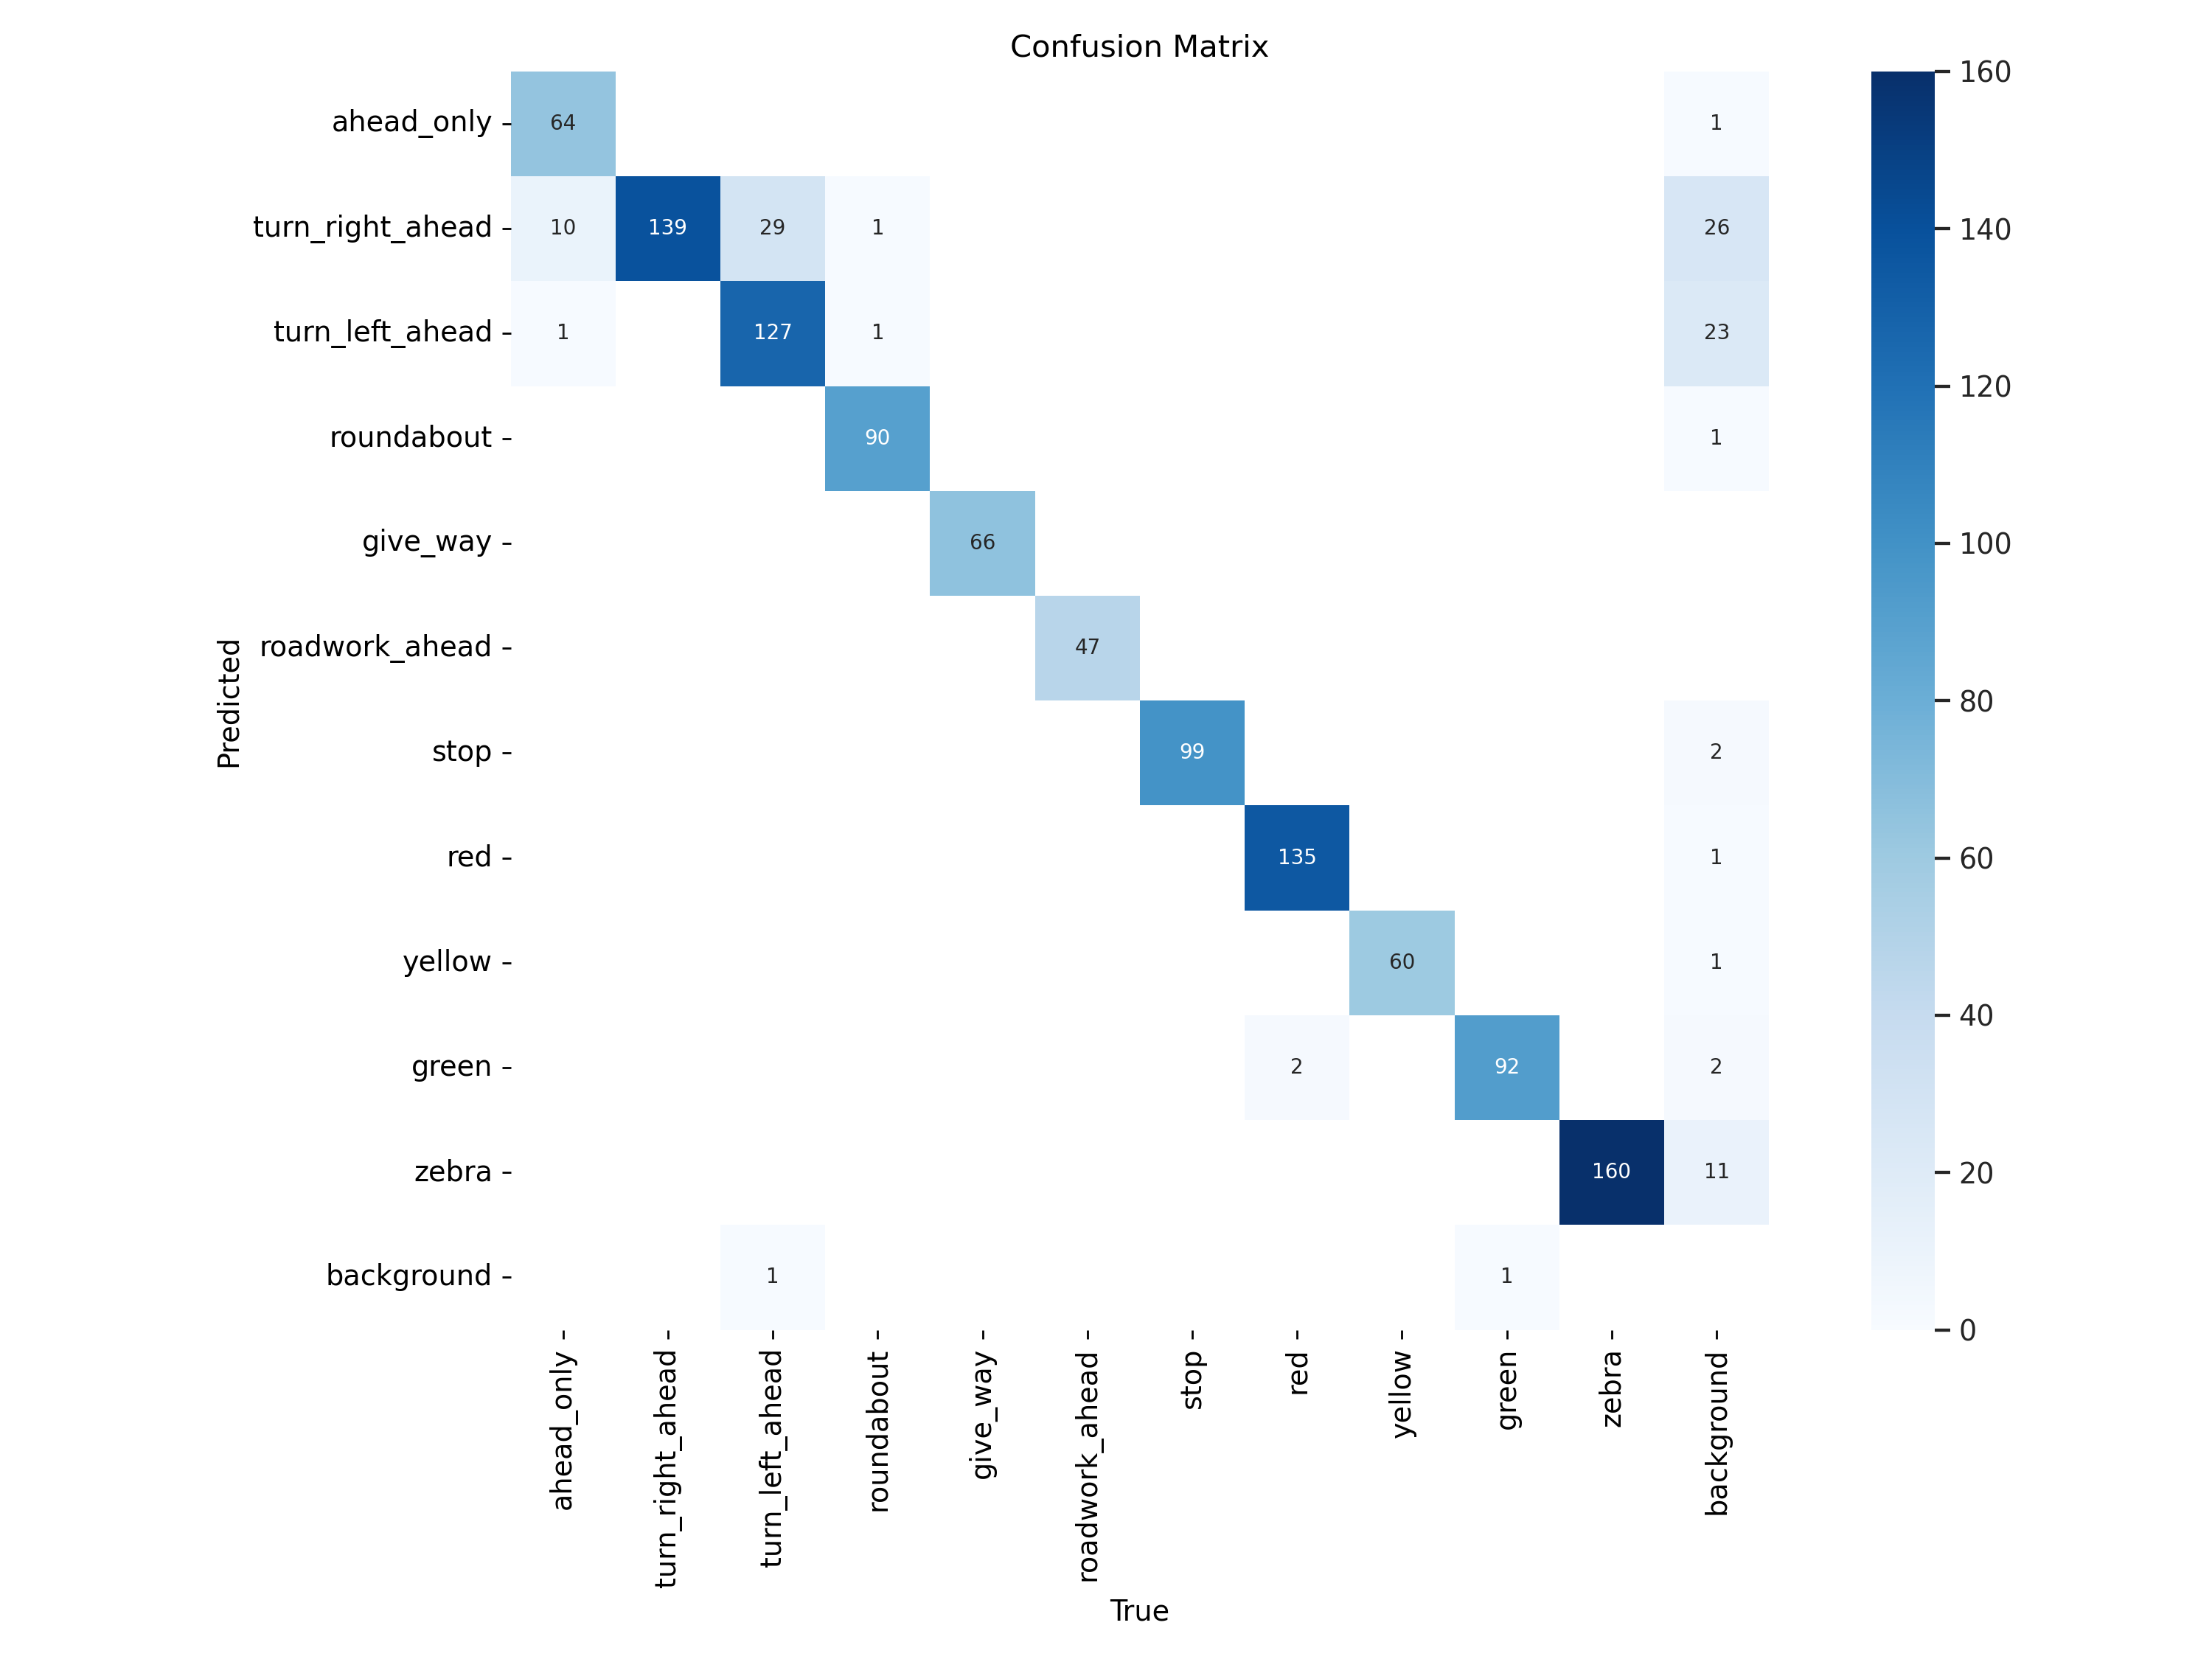 Confusion Matrix
ahead_only 64 1
turn_right_ahead 10 139 29 1 26
turn_left_ahead 1 127 1 23
roundabout 90 1
give_way 66
roadwork_ahead 47
stop 99 2
red 135 1
yellow 60 1
green 2 92 2
zebra 160 11
background 1 1
Predicted
ahead_only
turn_right_ahead
turn_left_ahead
roundabout
give_way
roadwork_ahead
stop
red
yellow
green
zebra
background
True
160
140
120
100
80
60
40
20
0